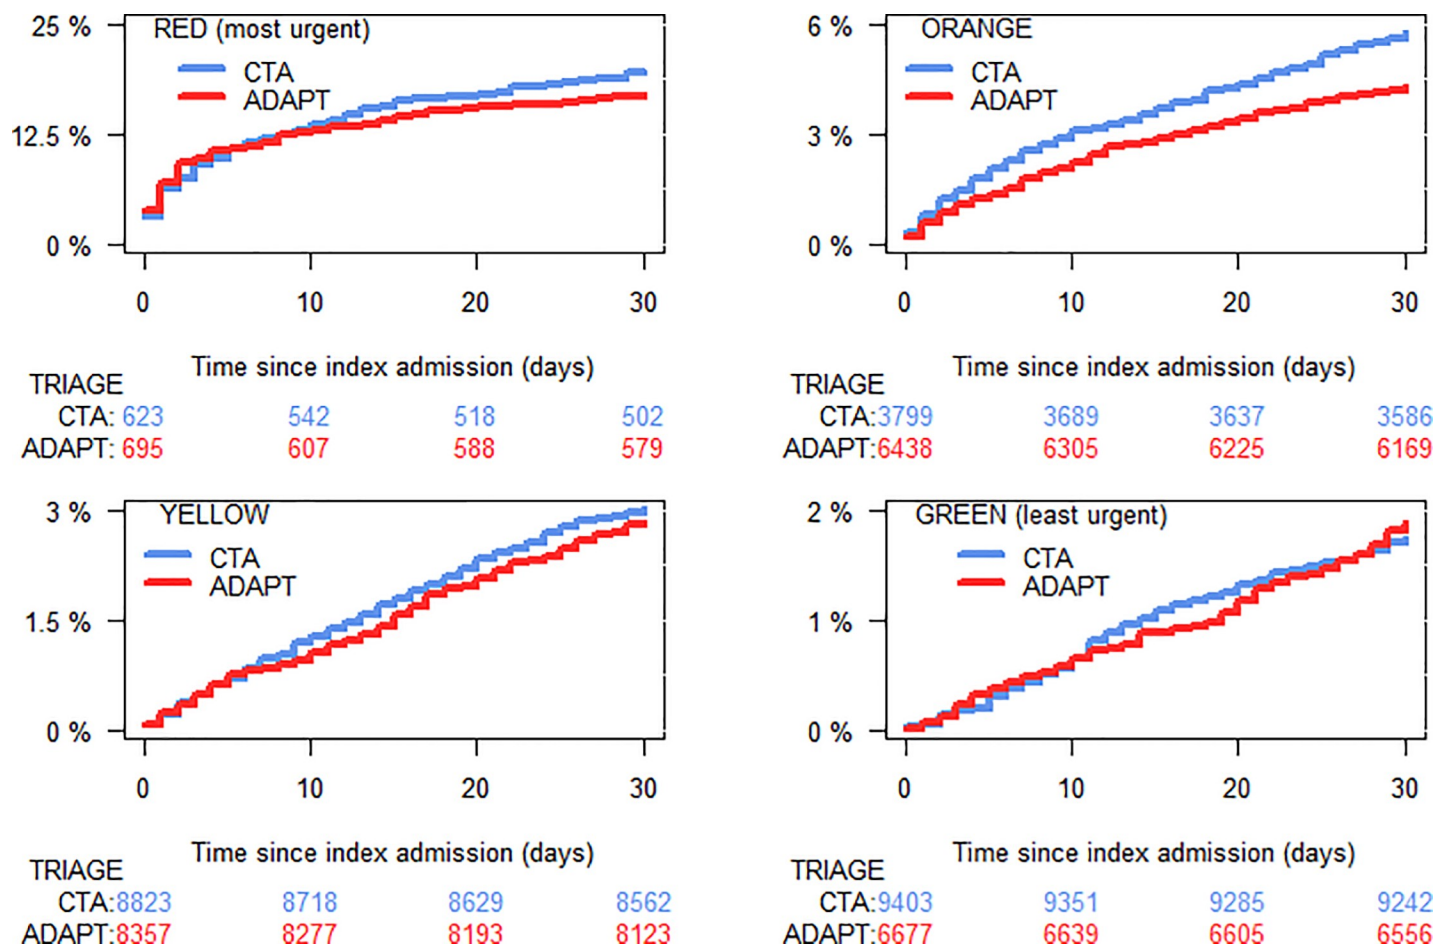 RED (most urgent)
25 %
12.5 %
0 %
CTA
ADAPT
0 10 20 30
Time since index admission (days)
TRIAGE
CTA: 623 542 518 502
ADAPT: 695 607 588 579
ORANGE
6 %
3 %
0 %
CTA
ADAPT
0 10 20 30
Time since index admission (days)
TRIAGE
CTA:3799 3689 3637 3586
ADAPT:6438 6305 6225 6169
YELLOW
3 %
1.5 %
0 %
CTA
ADAPT
0 10 20 30
Time since index admission (days)
TRIAGE
CTA:8823 8718 8629 8562
ADAPT:8357 8277 8193 8123
GREEN (least urgent)
2 %
1 %
0 %
CTA
ADAPT
0 10 20 30
Time since index admission (days)
TRIAGE
CTA:9403 9351 9285 9242
ADAPT:6677 6639 6605 6556